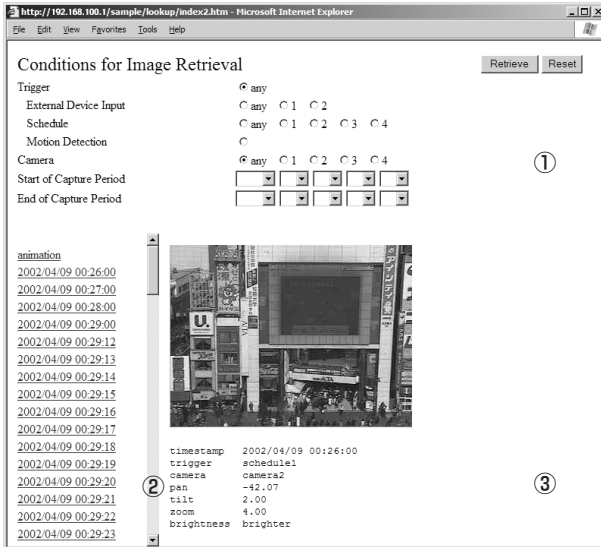 http://192.168.100.1/sample/lookup/index2.htm - Microsoft Internet Explorer
File Edit View Favorites Tools Help
Conditions for Image Retrieval
Retrieve Reset
Trigger any
External Device Input any 1 2
Schedule any 1 2 3 4
Motion Detection
Camera any 1 2 3 4
Start of Capture Period
End of Capture Period
①
animation
2002/04/09 00:26:00
2002/04/09 00:27:00
2002/04/09 00:28:00
2002/04/09 00:29:00
2002/04/09 00:29:12
2002/04/09 00:29:13
2002/04/09 00:29:14
2002/04/09 00:29:15
2002/04/09 00:29:16
2002/04/09 00:29:17
2002/04/09 00:29:18
2002/04/09 00:29:19
2002/04/09 00:29:20
2002/04/09 00:29:21
2002/04/09 00:29:22
2002/04/09 00:29:23
②
U.
timestamp 2002/04/09 00:26:00
trigger schedule1
camera camera2
pan -42.07
tilt 2.00
zoom 4.00
brightness brighter
③